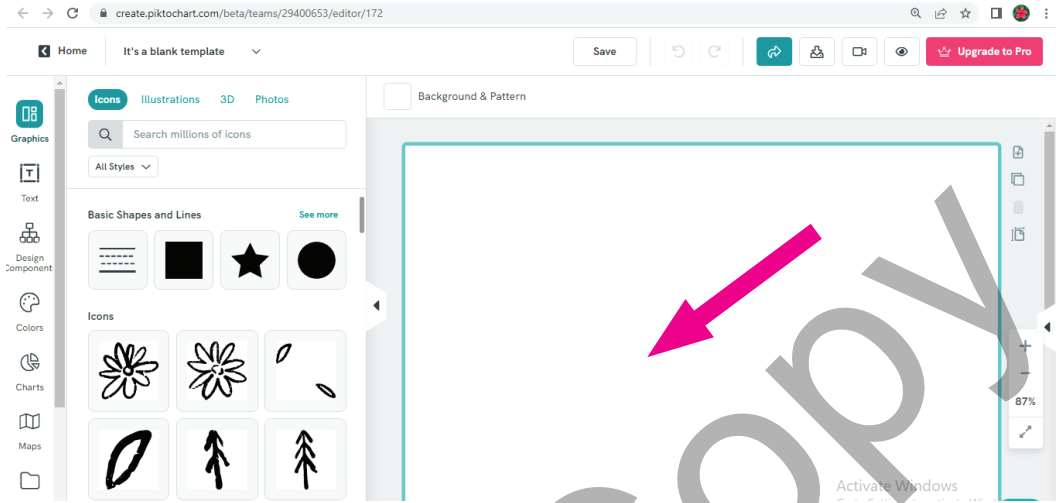 create.piktochart.com/beta/teams/29400653/editor/172
Home
It's a blank template
Save
Upgrade to Pro
Icons Illustrations 3D Photos
Background & Pattern
Search millions of icons
All Styles
Graphics
Text
Design
Component
Colors
Charts
Maps
Basic Shapes and Lines See more
Icons
opy
87%
Activate Windows